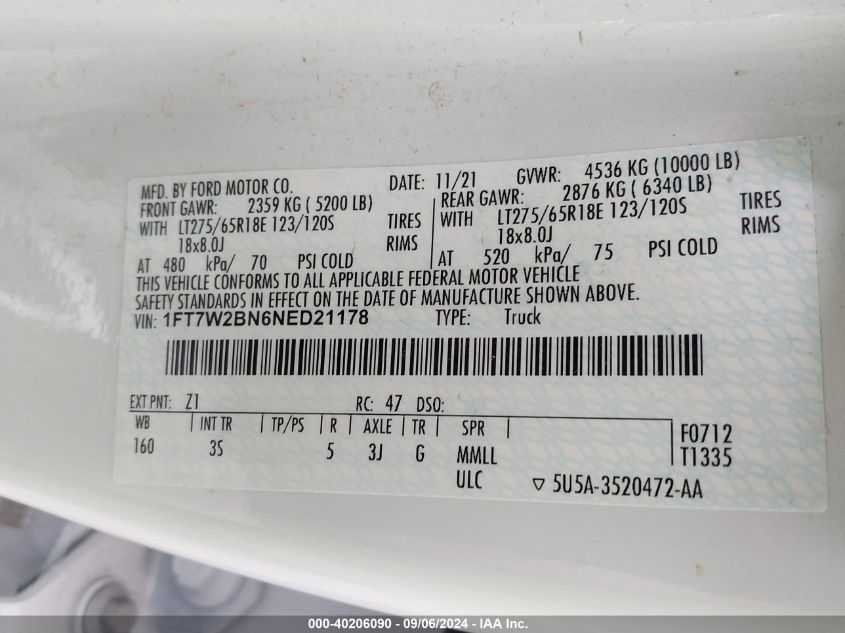 MFD. BY FORD MOTOR CO. DATE: 11/21 GVWR: 4536 KG (10000 LB)
FRONT GAWR: 2359 KG ( 5200 LB) REAR GAWR: 2876 KG ( 6340 LB)
WITH LT275/65R18E 123/120S TIRES WITH LT275/65R18E 123/120S TIRES
18x8.0J RIMS 18x8.0J RIMS
AT 480 kPa/ 70 PSI COLD AT 520 kPa/ 75 PSI COLD
THIS VEHICLE CONFORMS TO ALL APPLICABLE FEDERAL MOTOR VEHICLE
SAFETY STANDARDS IN EFFECT ON THE DATE OF MANUFACTURE SHOWN ABOVE.
VIN: 1FT7W2BN6NED21178 TYPE: Truck
EXT PNT: Z1 RC: 47 DSO:
WB INT TR TP/PS R AXLE TR SPR F0712
160 3S 5 3J G MMLL T1335
ULC ▽ 5U5A-3520472-AA
000-40206090 - 09/06/2024 - IAA Inc.